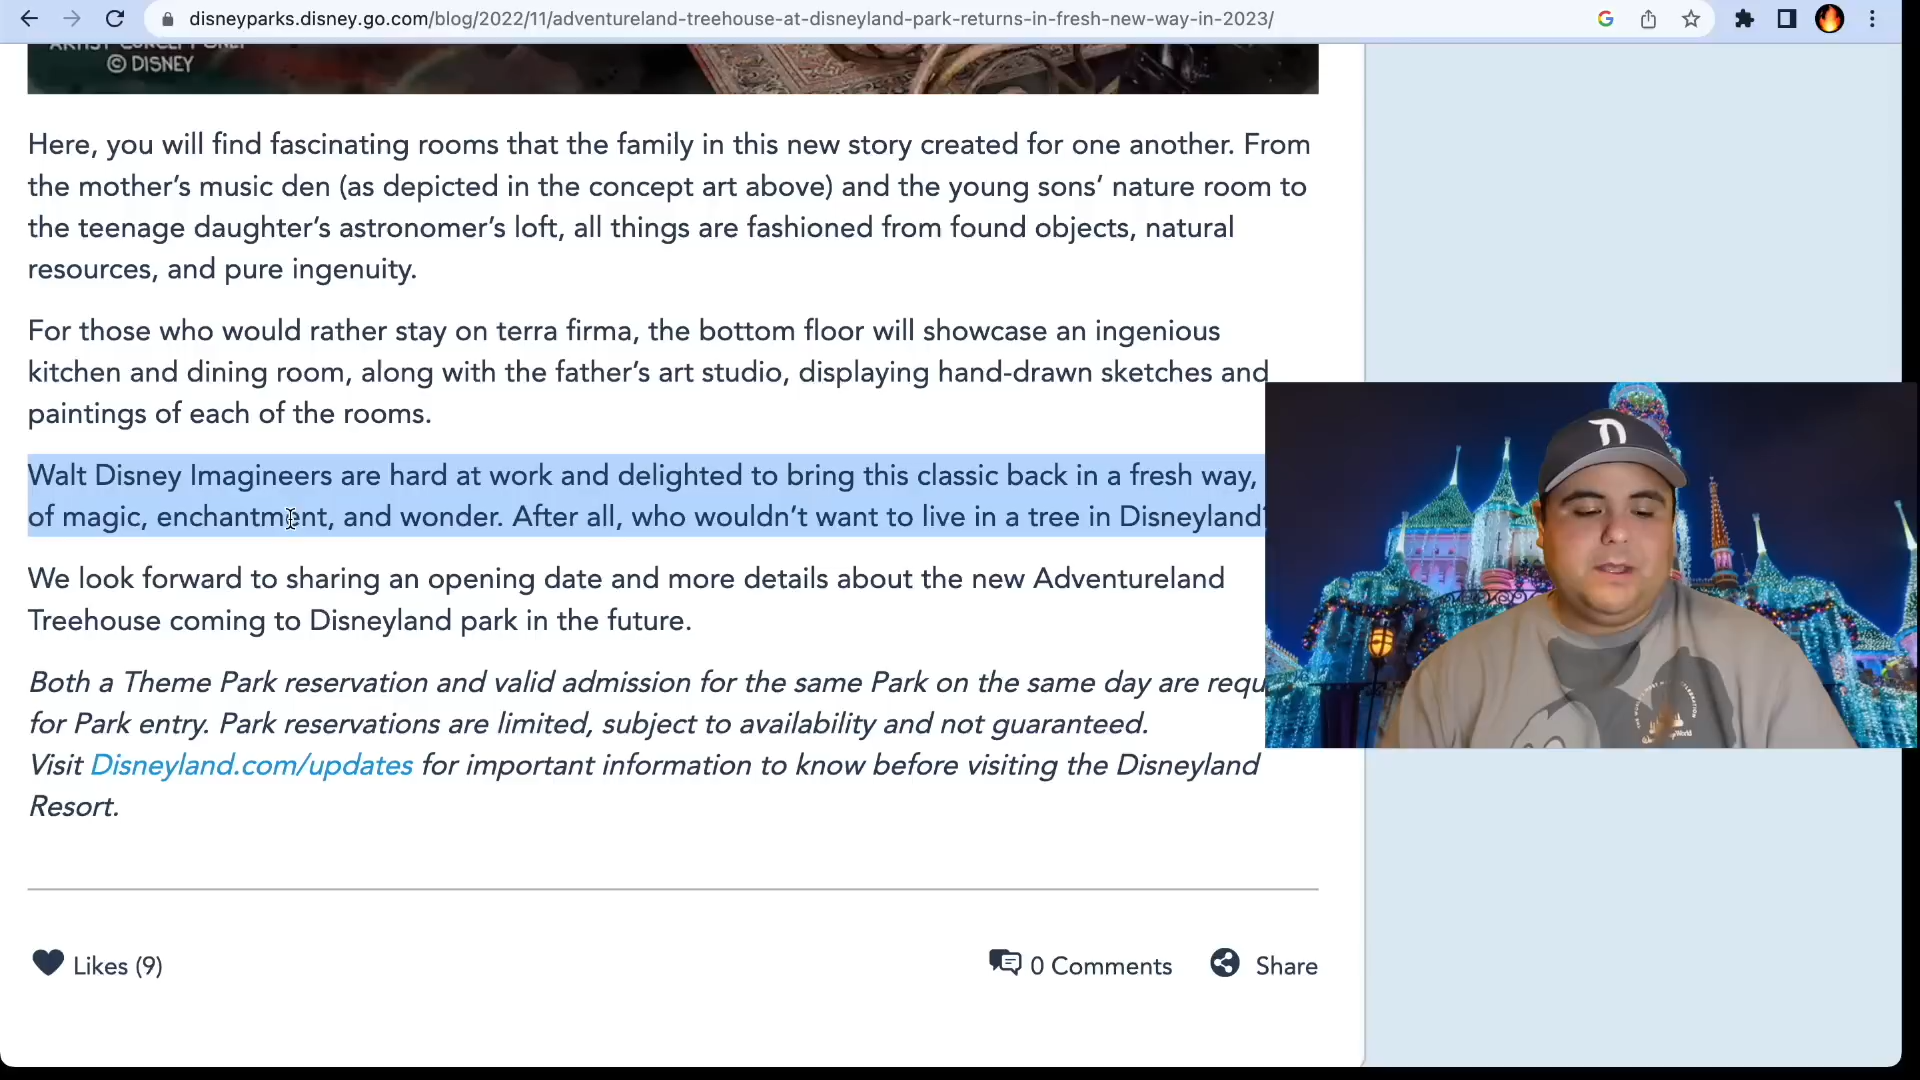 disneyparks.disney.go.com/blog/2022/11/adventureland-treehouse-at-disneyland-park-returns-in-fresh-new-way-in-2023/
ARTIST CONCEPT ONLY
© DISNEY
Here, you will find fascinating rooms that the family in this new story created for one another. From
the mother’s music den (as depicted in the concept art above) and the young sons’ nature room to
the teenage daughter’s astronomer’s loft, all things are fashioned from found objects, natural
resources, and pure ingenuity.
For those who would rather stay on terra firma, the bottom floor will showcase an ingenious
kitchen and dining room, along with the father’s art studio, displaying hand-drawn sketches and
paintings of each of the rooms.
Walt Disney Imagineers are hard at work and delighted to bring this classic back in a fresh way,
of magic, enchantment, and wonder. After all, who wouldn’t want to live in a tree in Disneyland?
We look forward to sharing an opening date and more details about the new Adventureland
Treehouse coming to Disneyland park in the future.
Both a Theme Park reservation and valid admission for the same Park on the same day are requ
for Park entry. Park reservations are limited, subject to availability and not guaranteed.
Visit Disneyland.com/updates for important information to know before visiting the Disneyland
Resort.
Likes (9)
0 Comments
Share